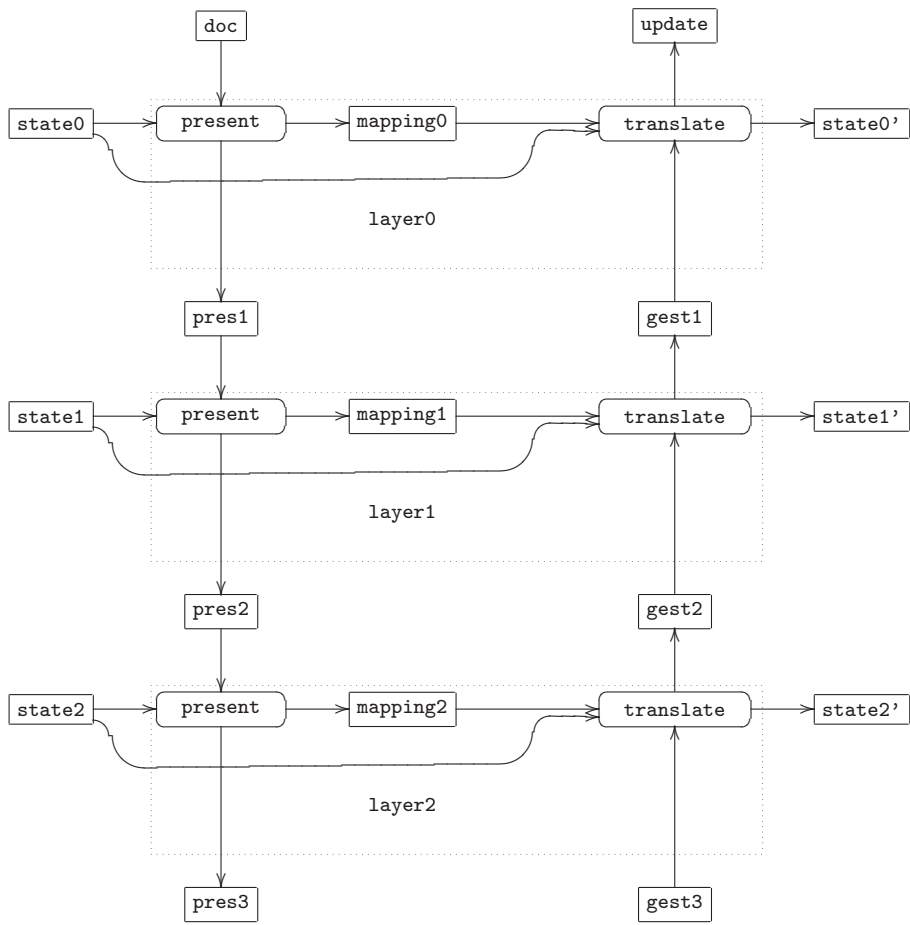 doc
update
state0
present
mapping0
translate
state0'
layer0
pres1
gest1
state1
present
mapping1
translate
state1'
layer1
pres2
gest2
state2
present
mapping2
translate
state2'
layer2
pres3
gest3